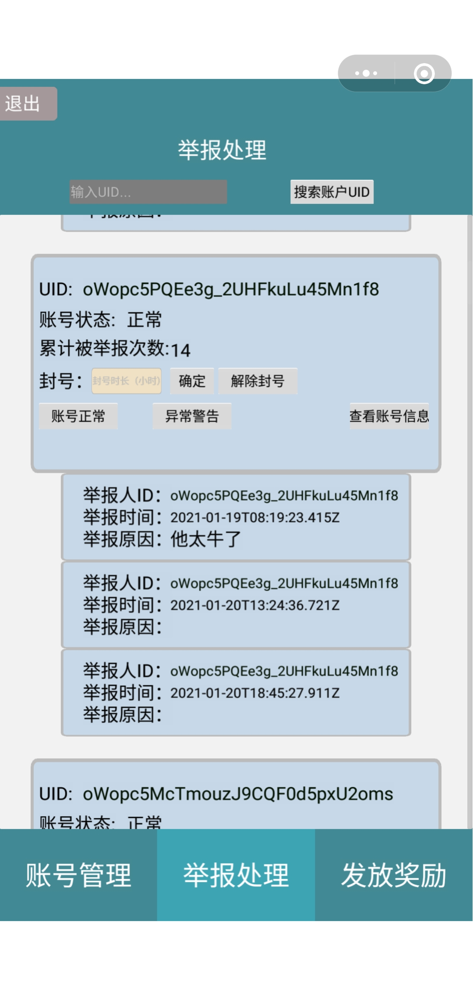 退出
举报处理
输入UID...
搜索账户UID
举报原因：
UID: oWopc5PQEe3g_2UHFkuLu45Mn1f8
账号状态: 正常
累计被举报次数:14
封号： 封号时长（小时） 确定 解除封号
账号正常 异常警告 查看账号信息
举报人ID：oWopc5PQEe3g_2UHFkuLu45Mn1f8
举报时间：2021-01-19T08:19:23.415Z
举报原因：他太牛了
举报人ID：oWopc5PQEe3g_2UHFkuLu45Mn1f8
举报时间：2021-01-20T13:24:36.721Z
举报原因：
举报人ID：oWopc5PQEe3g_2UHFkuLu45Mn1f8
举报时间：2021-01-20T18:45:27.911Z
举报原因：
UID: oWopc5McTmouzJ9CQF0d5pxU2oms
账号状态: 正常
账号管理 举报处理 发放奖励